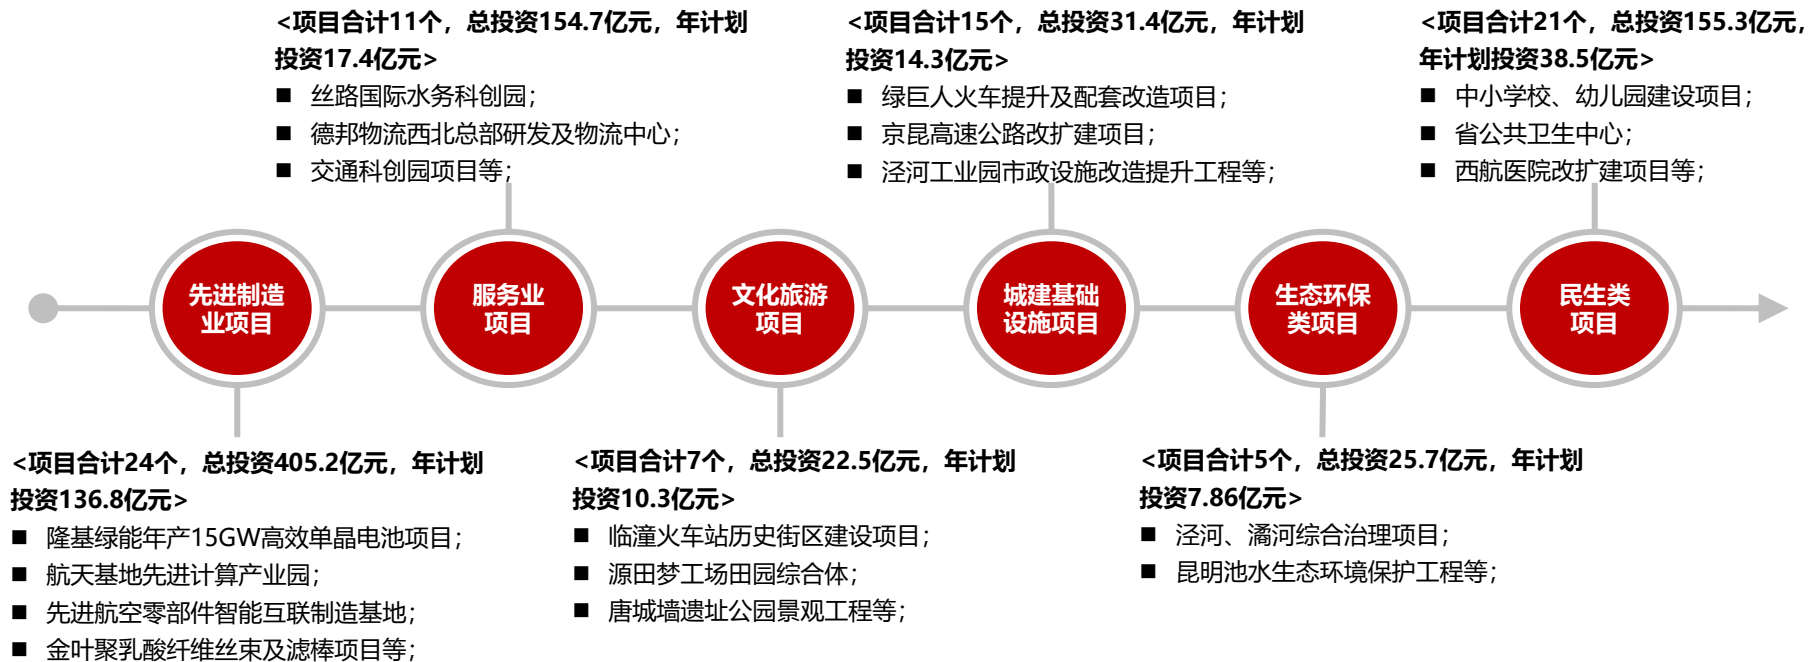 <项目合计11个，总投资154.7亿元，年计划
投资17.4亿元>
■ 丝路国际水务科创园；
■ 德邦物流西北总部研发及物流中心；
■ 交通科创园项目等；
<项目合计15个，总投资31.4亿元，年计划
投资14.3亿元>
■ 绿巨人火车提升及配套改造项目；
■ 京昆高速公路改扩建项目；
■ 泾河工业园市政设施改造提升工程等；
<项目合计21个，总投资155.3亿元，
年计划投资38.5亿元>
■ 中小学校、幼儿园建设项目；
■ 省公共卫生中心；
■ 西航医院改扩建项目等；
先进制造
业项目
服务业
项目
文化旅游
项目
城建基础
设施项目
生态环保
类项目
民生类
项目
<项目合计24个，总投资405.2亿元，年计划
投资136.8亿元>
■ 隆基绿能年产15GW高效单晶电池项目；
■ 航天基地先进计算产业园；
■ 先进航空零部件智能互联制造基地；
■ 金叶聚乳酸纤维丝束及滤棒项目等；
<项目合计7个，总投资22.5亿元，年计划
投资10.3亿元>
■ 临潼火车站历史街区建设项目；
■ 源田梦工场田园综合体；
■ 唐城墙遗址公园景观工程等；
<项目合计5个，总投资25.7亿元，年计划
投资7.86亿元>
■ 泾河、潏河综合治理项目；
■ 昆明池水生态环境保护工程等；